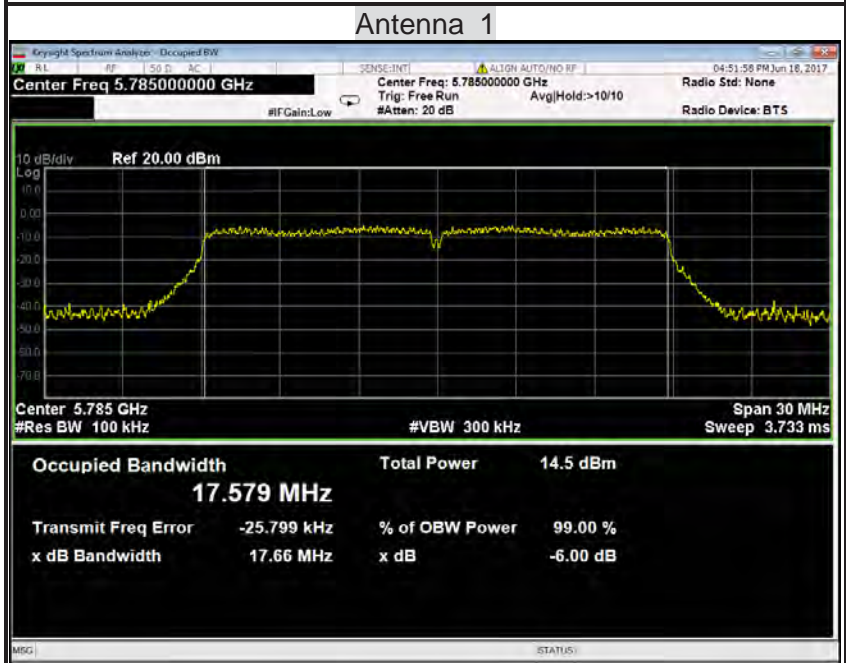 Antenna 1
Keysight Spectrum Analyzer - Occupied BW
RL RF 50 Ω AC SENSE:INT ALIGN AUTO/NO RF 04:51:58 PM Jun 18, 2017
Center Freq 5.785000000 GHz Center Freq: 5.785000000 GHz Radio Std: None
Trig: Free Run Avg|Hold:>10/10
#IFGain:Low #Atten: 20 dB Radio Device: BTS
10 dB/div Ref 20.00 dBm
Log
10.0
0.00
-10.0
-20.0
-30.0
-40.0
-50.0
-60.0
-70.0
Center 5.785 GHz Span 30 MHz
#Res BW 100 kHz #VBW 300 kHz Sweep 3.733 ms
Occupied Bandwidth Total Power 14.5 dBm
17.579 MHz
Transmit Freq Error -25.799 kHz % of OBW Power 99.00 %
x dB Bandwidth 17.66 MHz x dB -6.00 dB
MSG STATUS